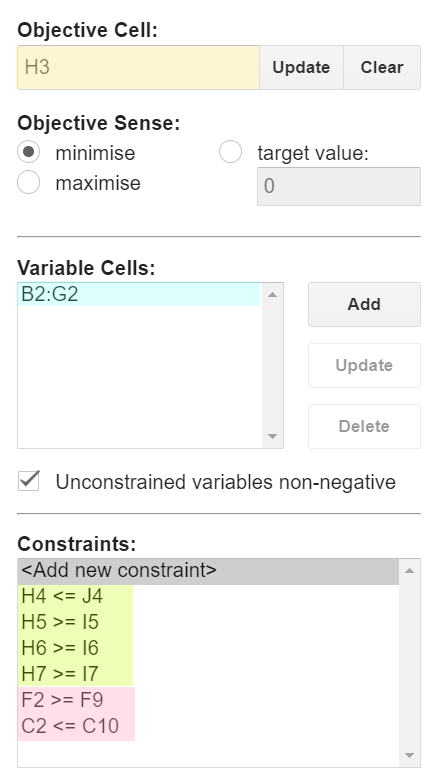 Objective Cell:
H3 Update Clear
Objective Sense:
minimise target value:
maximise 0
Variable Cells:
B2:G2
Add
Update
Delete
Unconstrained variables non-negative
Constraints:
<Add new constraint>
H4 <= J4
H5 >= I5
H6 >= I6
H7 >= I7
F2 >= F9
C2 <= C10